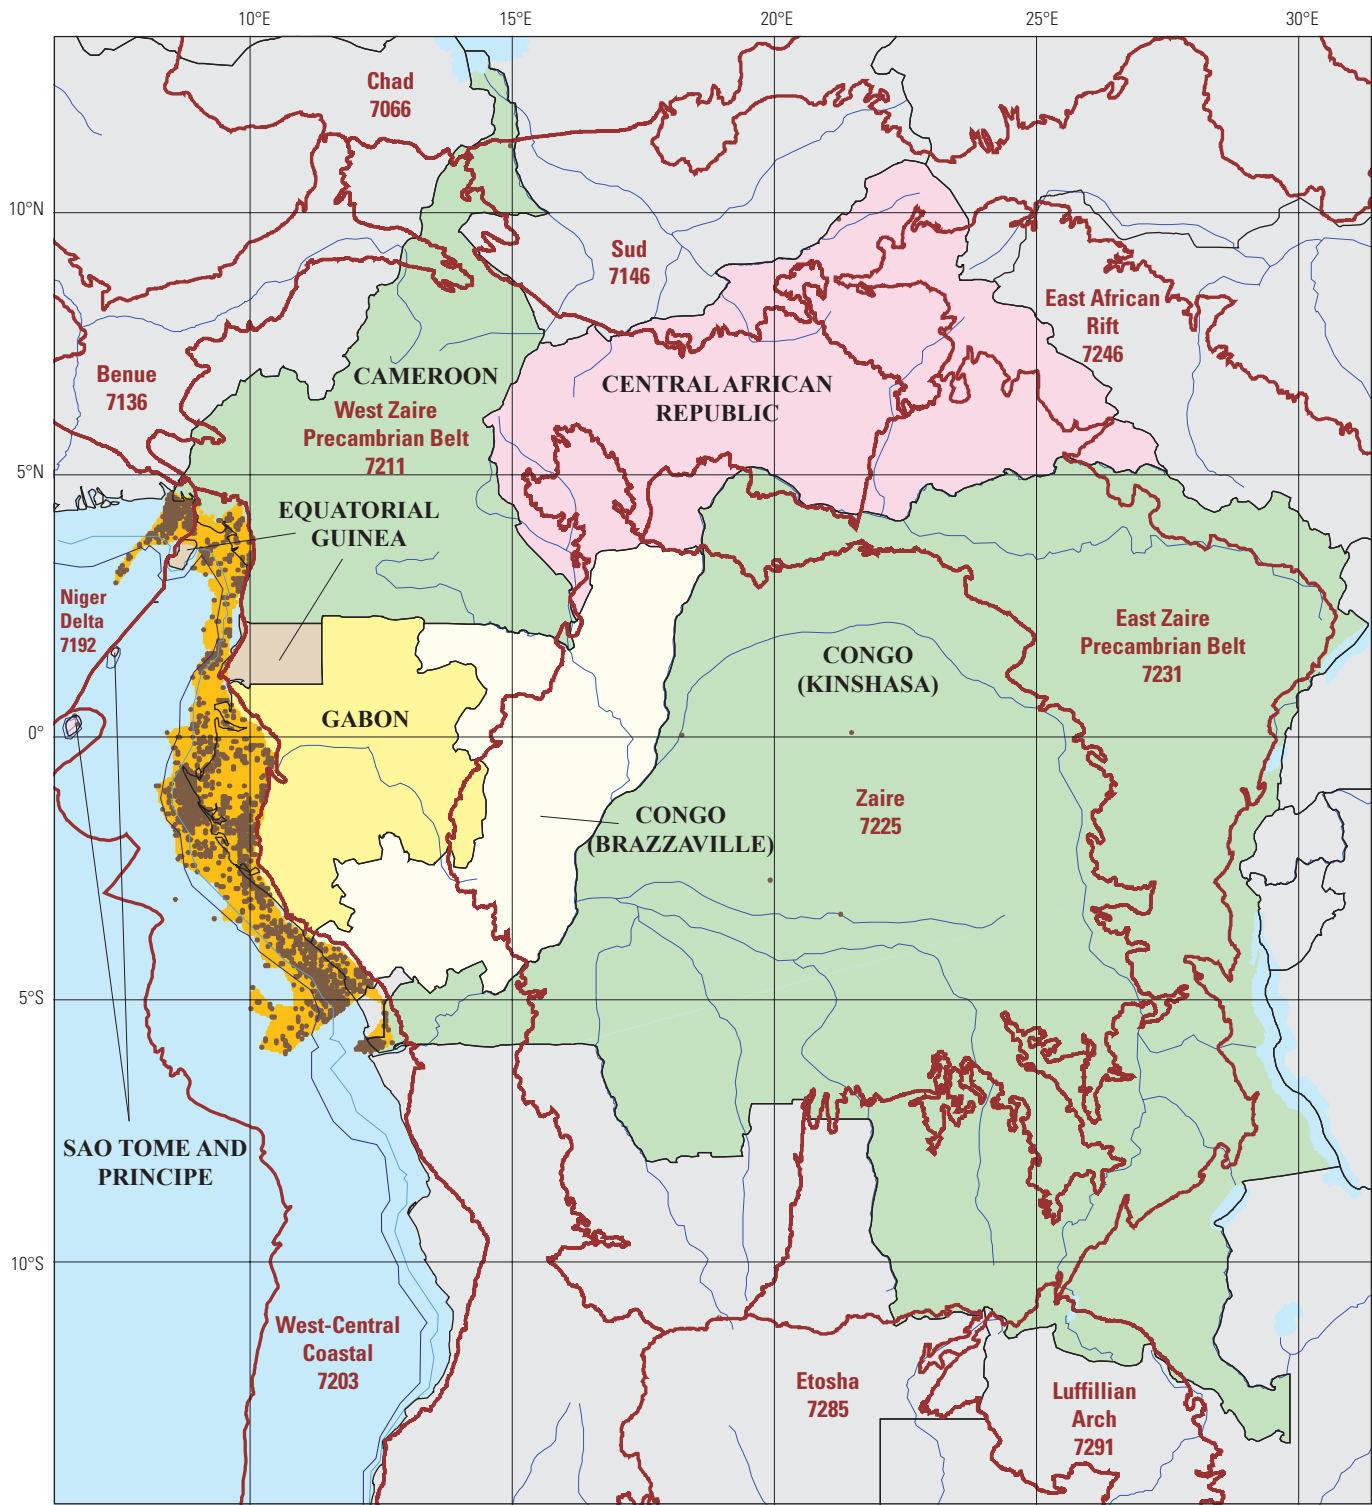 10°E
15°E
20°E
25°E
30°E
10°N
5°N
0°
5°S
10°S
Chad
7066
Sud
7146
East African
Rift
7246
Benue
7136
CAMEROON
West Zaire
Precambrian Belt
7211
CENTRAL AFRICAN
REPUBLIC
EQUATORIAL
GUINEA
Niger
Delta
7192
East Zaire
Precambrian Belt
7231
CONGO
(KINSHASA)
GABON
Zaire
7225
CONGO
(BRAZZAVILLE)
SAO TOME AND
PRINCIPE
West-Central
Coastal
7203
Etosha
7285
Luffillian
Arch
7291